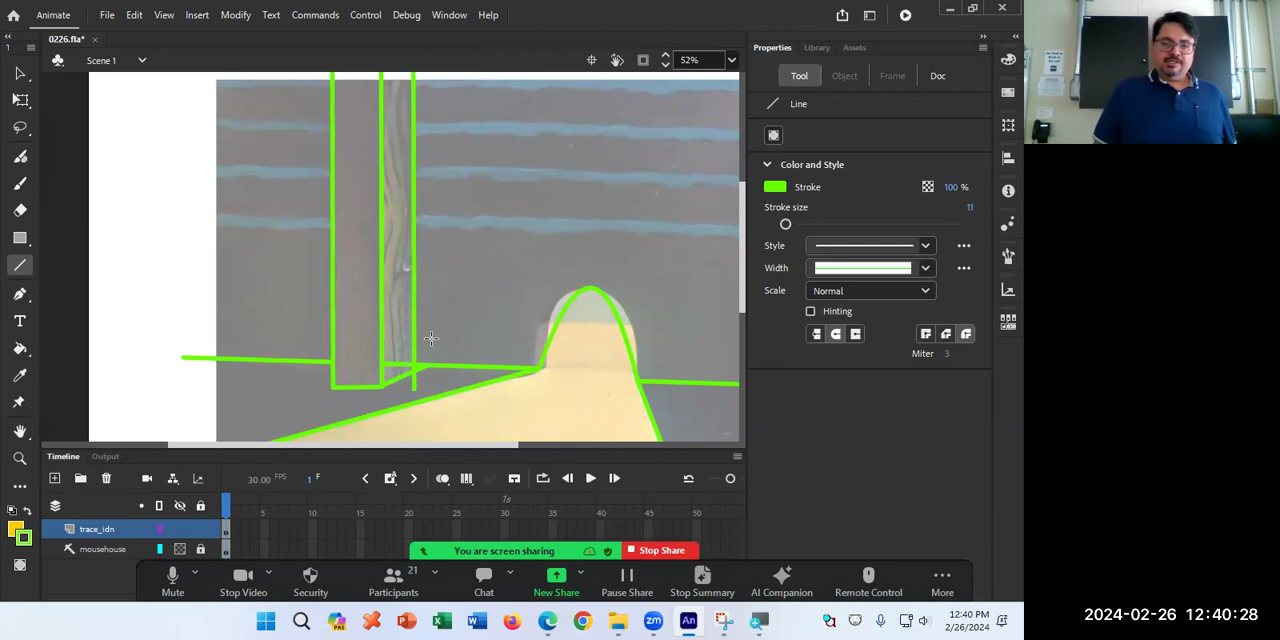 Animate File Edit View Insert Modify Text Commands Control Debug Window Help
0226.fla* ×
1
Scene 1
52%
Properties Library Assets
Tool Object Frame Doc
Line
Color and Style
Stroke 100 %
Stroke size
11
Style
Width
Scale Normal
Hinting
Miter 3
Timeline Output
30.00 FPS 1 F
1s
5 10 15 20 25 30 35 40 45 50
trace_idn
mousehouse
You are screen sharing Stop Share
21
Mute Stop Video Security Participants Chat New Share Pause Share Stop Summary AI Companion Remote Control More
12:40 PM
2/26/2024
2024-02-26 12:40:28